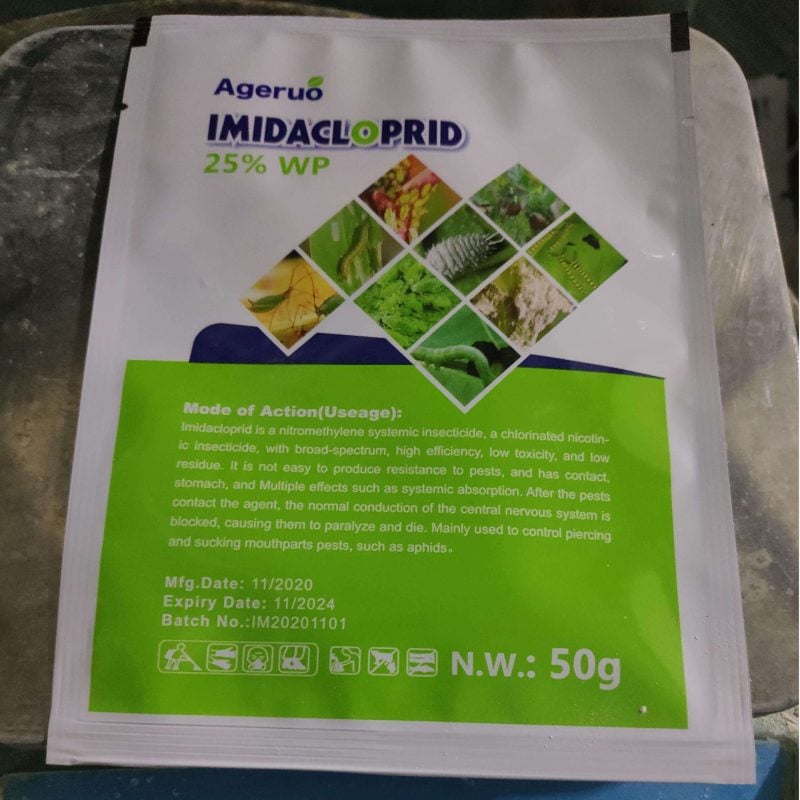 Ageruo
IMIDACLOPRID
25% WP
Mode of Action(Useage):
Imidacloprid is a nitromethylene systemic insecticide, a chlorinated nicotin-
ic insecticide, with broad-spectrum, high efficiency, low toxicity, and low
residue. It is not easy to produce resistance to pests, and has contact,
stomach, and Multiple effects such as systemic absorption. After the pests
contact the agent, the normal conduction of the central nervous system is
blocked, causing them to paralyze and die. Mainly used to control piercing
and sucking mouthparts pests, such as aphids。
Mfg.Date: 11/2020
Expiry Date: 11/2024
Batch No.:IM20201101
N.W.: 50g